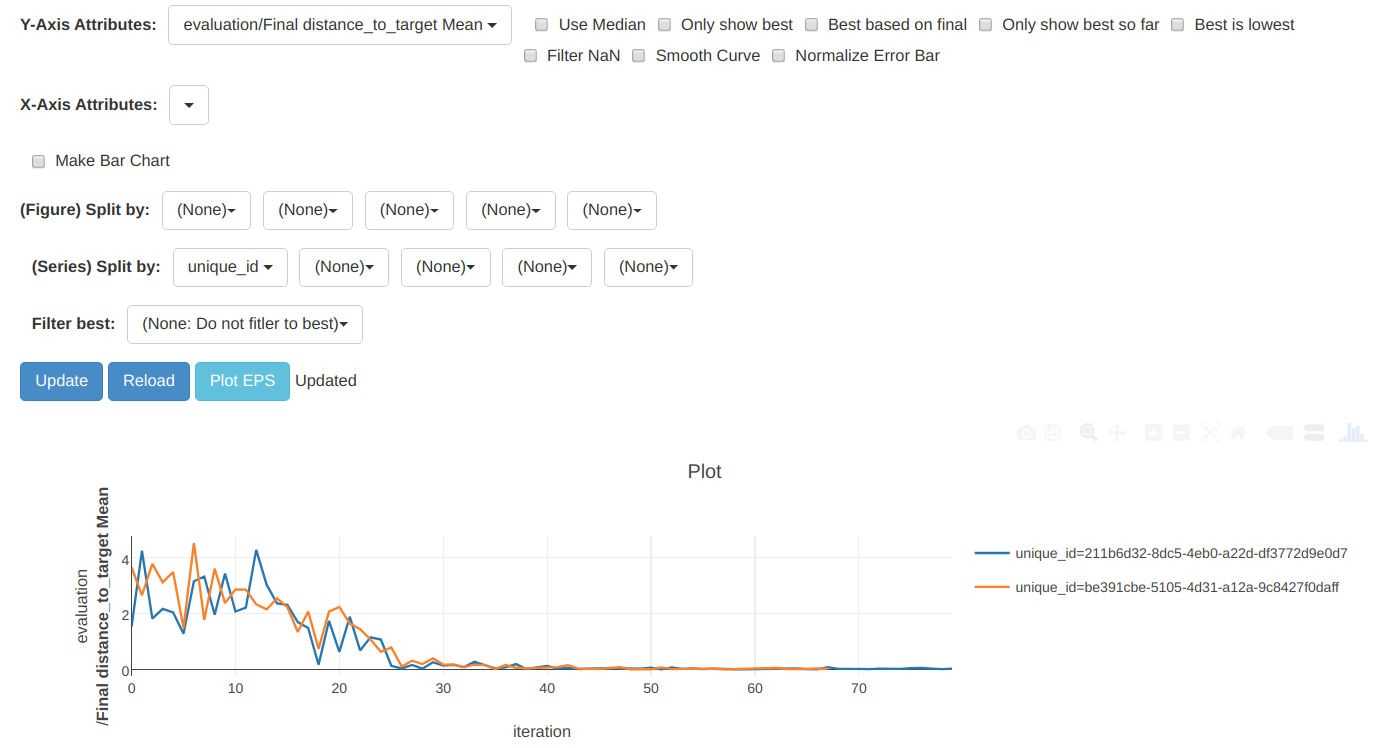 Y-Axis Attributes: evaluation/Final distance_to_target Mean Use Median Only show best Best based on final Only show best so far Best is lowest
Filter NaN Smooth Curve Normalize Error Bar
X-Axis Attributes:
Make Bar Chart
(Figure) Split by: (None) (None) (None) (None) (None)
(Series) Split by: unique_id (None) (None) (None) (None)
Filter best: (None: Do not fitler to best)
Update Reload Plot EPS Updated
Plot
evaluation
/Final distance_to_target Mean
4
2
0
0 10 20 30 40 50 60 70
iteration
unique_id=211b6d32-8dc5-4eb0-a22d-df3772d9e0d7
unique_id=be391cbe-5105-4d31-a12a-9c8427f0daff